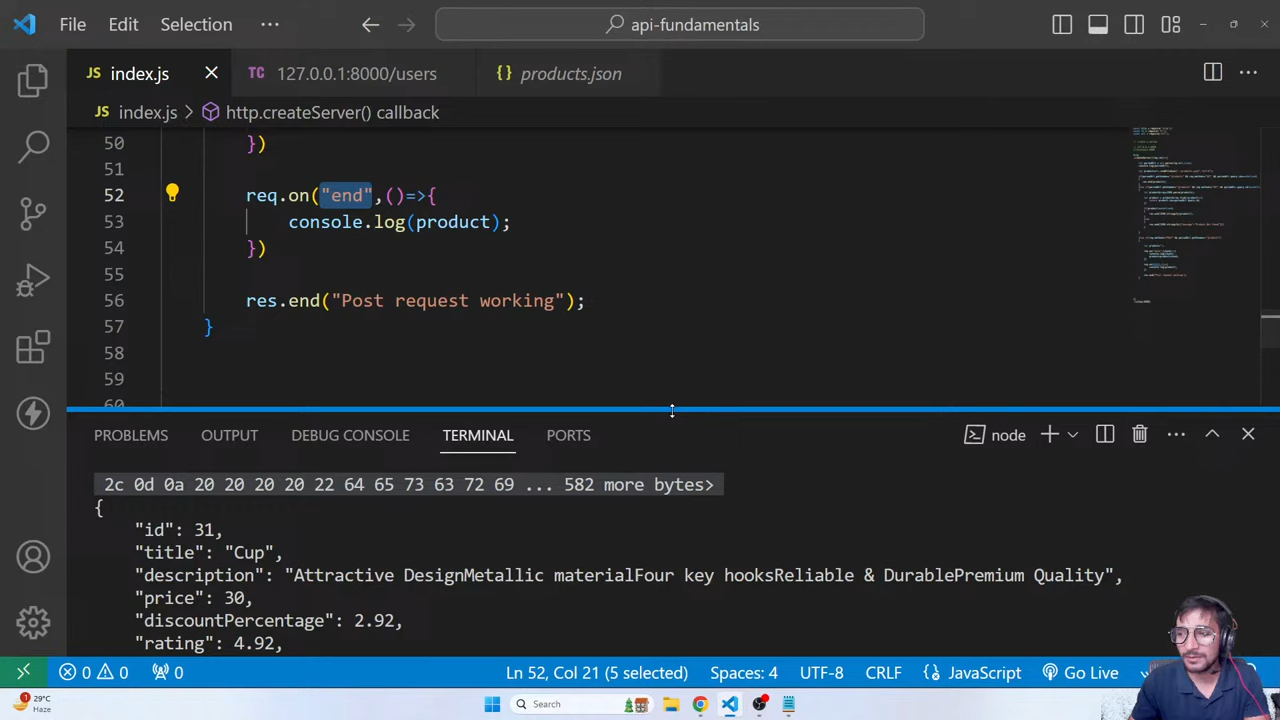 File Edit Selection ··· api-fundamentals
JS index.js TC 127.0.0.1:8000/users {} products.json ···
JS index.js > http.createServer() callback
50 })
51
52 req.on("end",()=>{
53 console.log(product);
54 })
55
56 res.end("Post request working");
57 }
58
59
60
PROBLEMS OUTPUT DEBUG CONSOLE TERMINAL PORTS node ···
2c 0d 0a 20 20 20 20 22 64 65 73 63 72 69 ... 582 more bytes>
{
"id": 31,
"title": "Cup",
"description": "Attractive DesignMetallic materialFour key hooksReliable & DurablePremium Quality",
"price": 30,
"discountPercentage": 2.92,
"rating": 4.92,
0 0 0 Ln 52, Col 21 (5 selected) Spaces: 4 UTF-8 CRLF {} JavaScript Go Live
1 29°C
Haze
Search